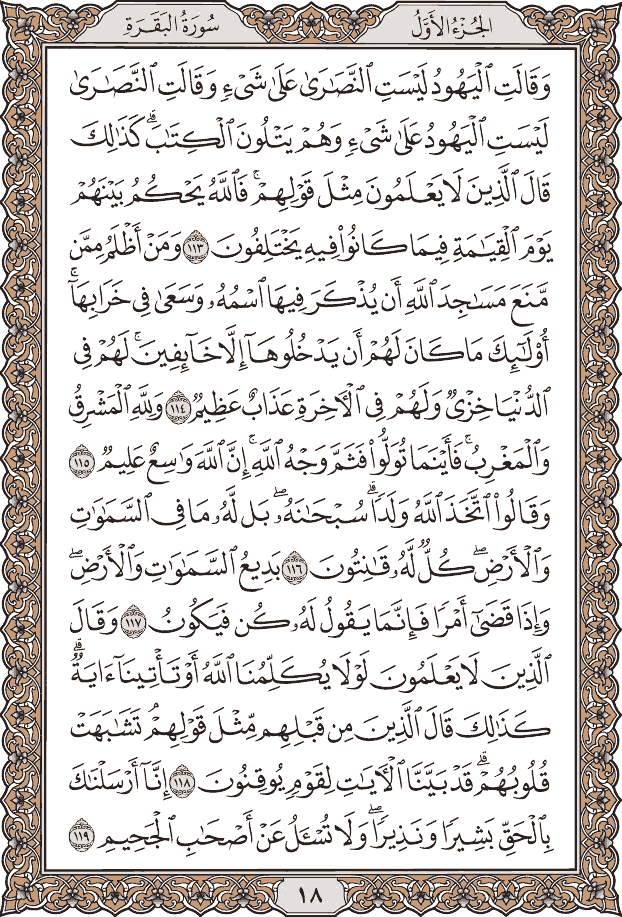 الجُزْءُ الأَوَّلُ
سُورَةُ البَقَرَةِ
وَقَالَتِ ٱلْيَهُودُ لَيْسَتِ ٱلنَّصَٰرَىٰ عَلَىٰ شَىْءٍ وَقَالَتِ ٱلنَّصَٰرَىٰ
لَيْسَتِ ٱلْيَهُودُ عَلَىٰ شَىْءٍ وَهُمْ يَتْلُونَ ٱلْكِتَٰبَۗ كَذَٰلِكَ
قَالَ ٱلَّذِينَ لَا يَعْلَمُونَ مِثْلَ قَوْلِهِمْۚ فَٱللَّهُ يَحْكُمُ بَيْنَهُمْ
يَوْمَ ٱلْقِيَٰمَةِ فِيمَا كَانُوا۟ فِيهِ يَخْتَلِفُونَ ١١٣ وَمَنْ أَظْلَمُ مِمَّن
مَّنَعَ مَسَٰجِدَ ٱللَّهِ أَن يُذْكَرَ فِيهَا ٱسْمُهُۥ وَسَعَىٰ فِى خَرَابِهَآۚ
أُو۟لَٰٓئِكَ مَا كَانَ لَهُمْ أَن يَدْخُلُوهَآ إِلَّا خَآئِفِينَۚ لَهُمْ فِى
ٱلدُّنْيَا خِزْىٌ وَلَهُمْ فِى ٱلْءَاخِرَةِ عَذَابٌ عَظِيمٌ ١١٤ وَلِلَّهِ ٱلْمَشْرِقُ
وَٱلْمَغْرِبُۚ فَأَيْنَمَا تُوَلُّوا۟ فَثَمَّ وَجْهُ ٱللَّهِۚ إِنَّ ٱللَّهَ وَٰسِعٌ عَلِيمٌ ١١٥
وَقَالُوا۟ ٱتَّخَذَ ٱللَّهُ وَلَدًاۗ سُبْحَٰنَهُۥۖ بَل لَّهُۥ مَا فِى ٱلسَّمَٰوَٰتِ
وَٱلْأَرْضِۖ كُلٌّ لَّهُۥ قَٰنِتُونَ ١١٦ بَدِيعُ ٱلسَّمَٰوَٰتِ وَٱلْأَرْضِۖ
وَإِذَا قَضَىٰٓ أَمْرًا فَإِنَّمَا يَقُولُ لَهُۥ كُن فَيَكُونُ ١١٧ وَقَالَ
ٱلَّذِينَ لَا يَعْلَمُونَ لَوْلَا يُكَلِّمُنَا ٱللَّهُ أَوْ تَأْتِينَآ ءَايَةٌۗ
كَذَٰلِكَ قَالَ ٱلَّذِينَ مِن قَبْلِهِم مِّثْلَ قَوْلِهِمْۘ تَشَٰبَهَتْ
قُلُوبُهُمْۗ قَدْ بَيَّنَّا ٱلْءَايَٰتِ لِقَوْمٍ يُوقِنُونَ ١١٨ إِنَّآ أَرْسَلْنَٰكَ
بِٱلْحَقِّ بَشِيرًا وَنَذِيرًاۖ وَلَا تُسْـَٔلُ عَنْ أَصْحَٰبِ ٱلْجَحِيمِ ١١٩
١٨